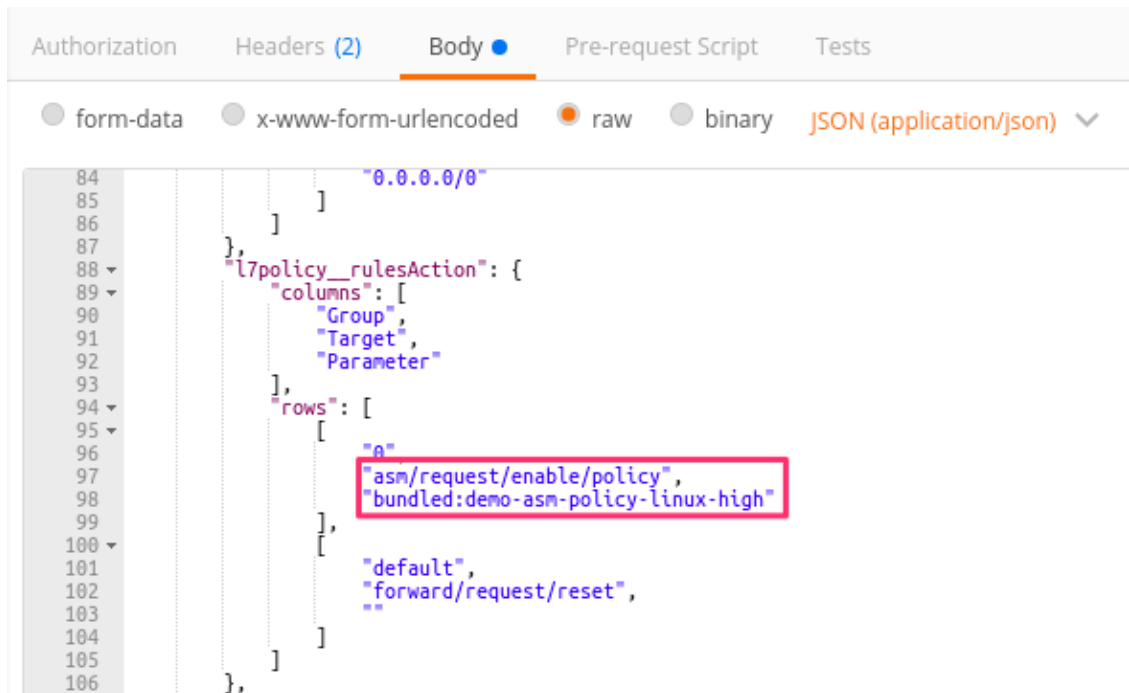 Authorization Headers (2) Body Pre-request Script Tests
form-data x-www-form-urlencoded raw binary JSON (application/json)
84 "0.0.0.0/0"
85 ]
86 ]
87 },
88 "l7policy__rulesAction": {
89 "columns": [
90 "Group",
91 "Target",
92 "Parameter"
93 ],
94 "rows": [
95 [
96 "0",
97 "asm/request/enable/policy",
98 "bundled:demo-asm-policy-linux-high"
99 ],
100 [
101 "default",
102 "forward/request/reset",
103 ""
104 ]
105 ]
106 },